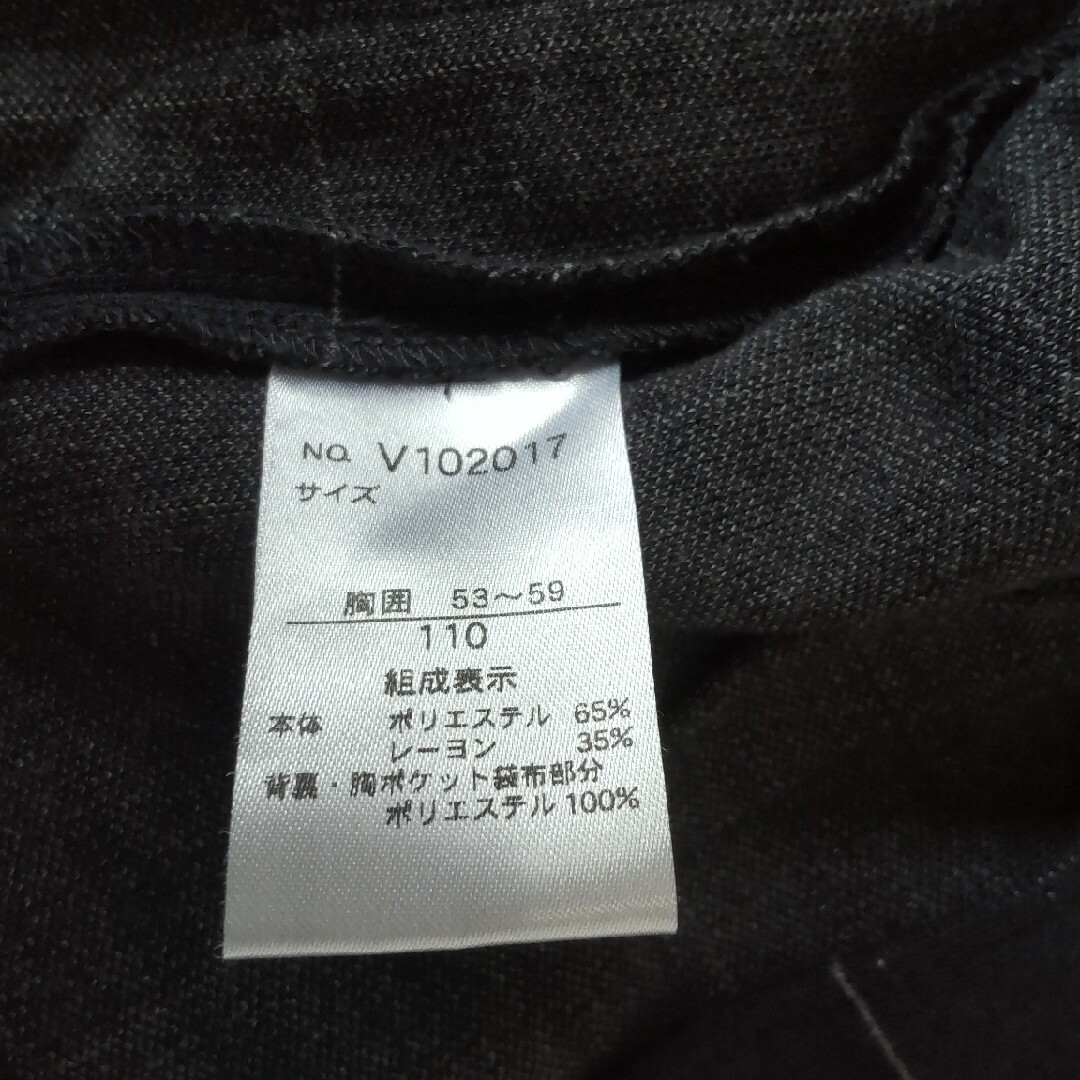 NO. V102017
サイズ
胸囲 53～59
110
組成表示
本体 ポリエステル 65%
レーヨン 35%
背裏・胸ポケット袋布部分
ポリエステル 100%